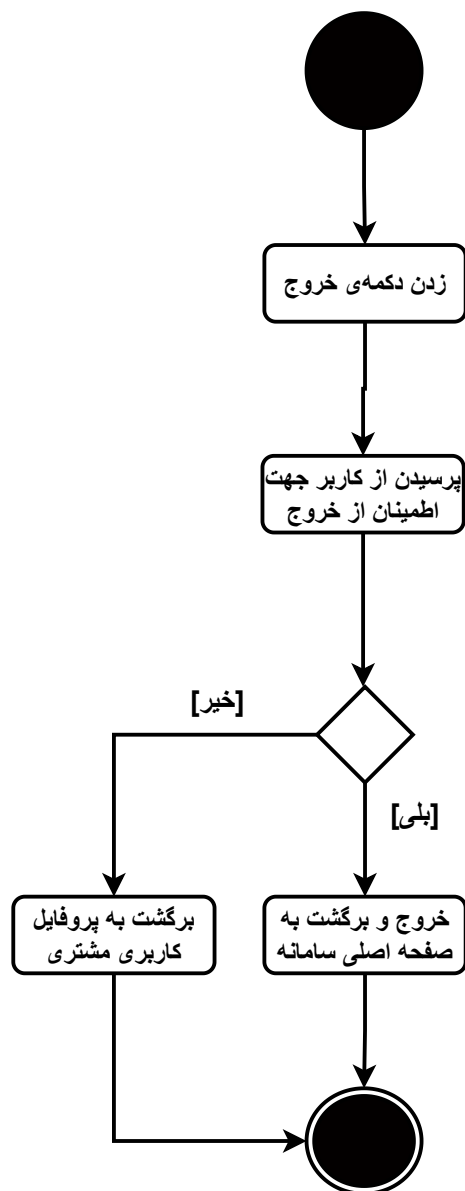 زدن دکمه‌ی خروج
پرسیدن از کاربر جهت
اطمینان از خروج
[خیر]
[بلی]
برگشت به پروفایل
کاربری مشتری
خروج و برگشت به
صفحه اصلی سامانه